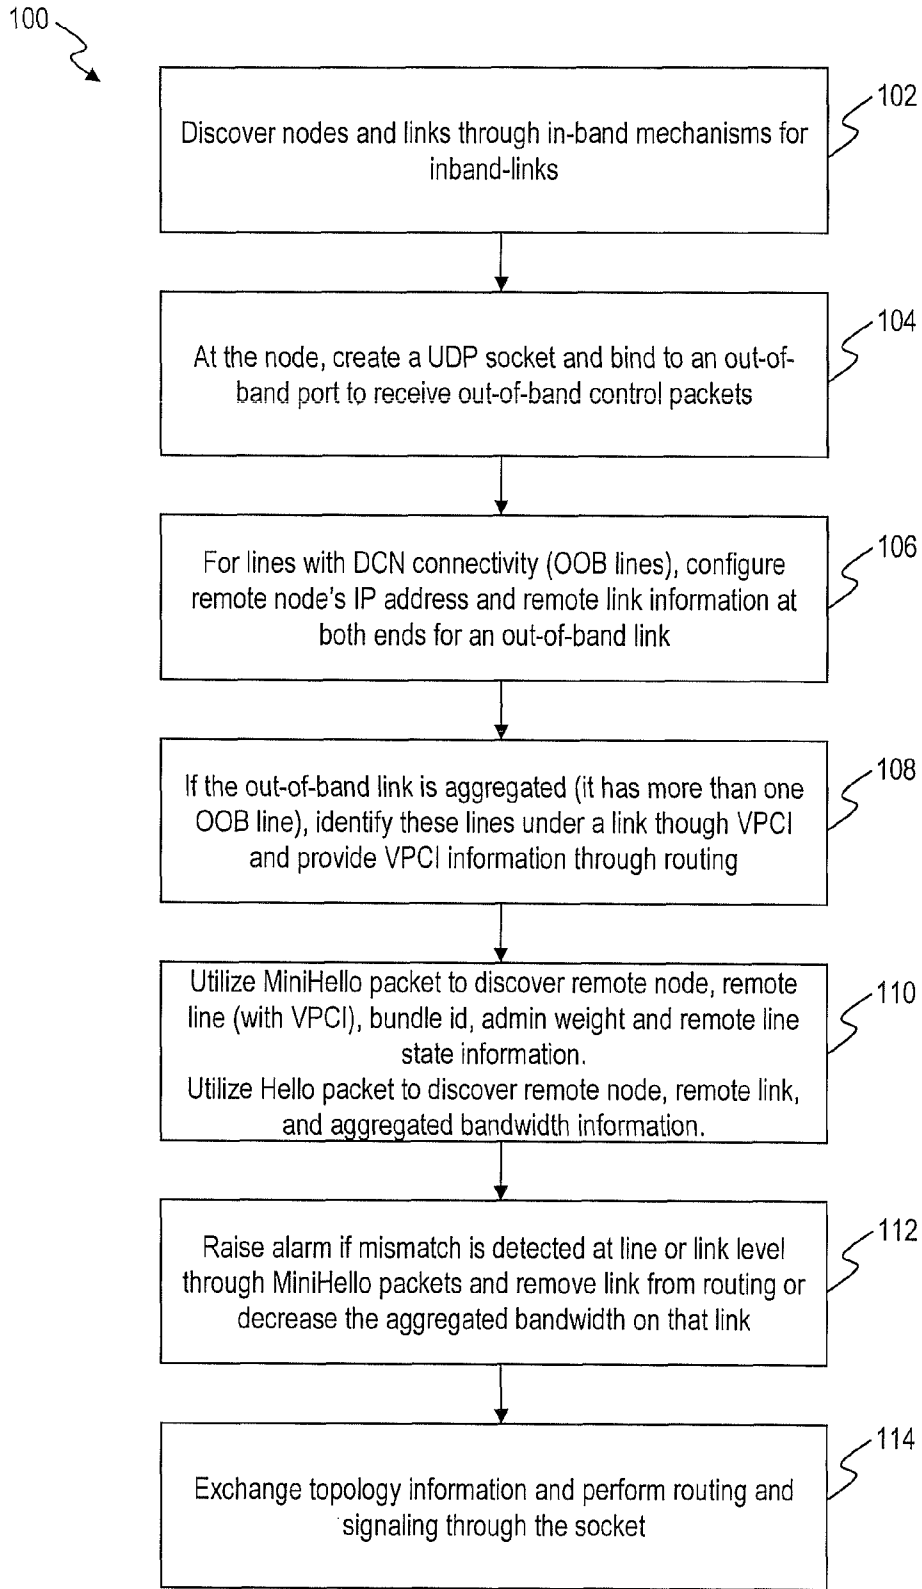 100
102
Discover nodes and links through in-band mechanisms for
inband-links
104
At the node, create a UDP socket and bind to an out-of-
band port to receive out-of-band control packets
106
For lines with DCN connectivity (OOB lines), configure
remote node's IP address and remote link information at
both ends for an out-of-band link
108
If the out-of-band link is aggregated (it has more than one
OOB line), identify these lines under a link though VPCI
and provide VPCI information through routing
110
Utilize MiniHello packet to discover remote node, remote
line (with VPCI), bundle id, admin weight and remote line
state information.
Utilize Hello packet to discover remote node, remote link,
and aggregated bandwidth information.
112
Raise alarm if mismatch is detected at line or link level
through MiniHello packets and remove link from routing or
decrease the aggregated bandwidth on that link
114
Exchange topology information and perform routing and
signaling through the socket